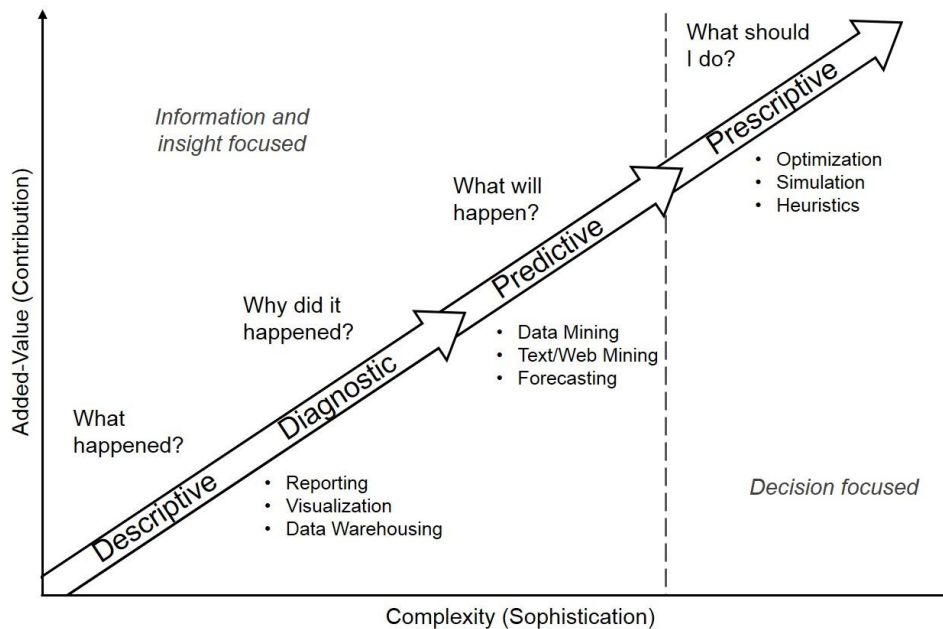 What should
I do?
Prescriptive
• Optimization
• Simulation
• Heuristics
Information and
insight focused
What will
happen?
Predictive
• Data Mining
• Text/Web Mining
• Forecasting
Why did it
happened?
Diagnostic
What
happened?
Descriptive
• Reporting
• Visualization
• Data Warehousing
Decision focused
Added-Value (Contribution)
Complexity (Sophistication)